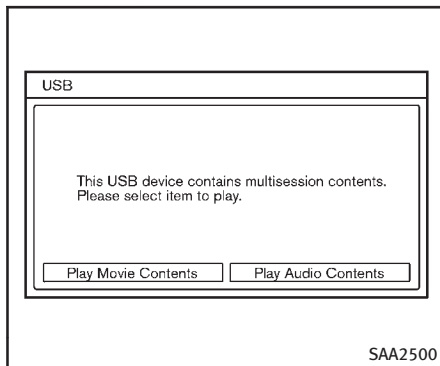 USB
This USB device contains multisession contents.
Please select item to play.
Play Movie Contents
Play Audio Contents
SAA2500